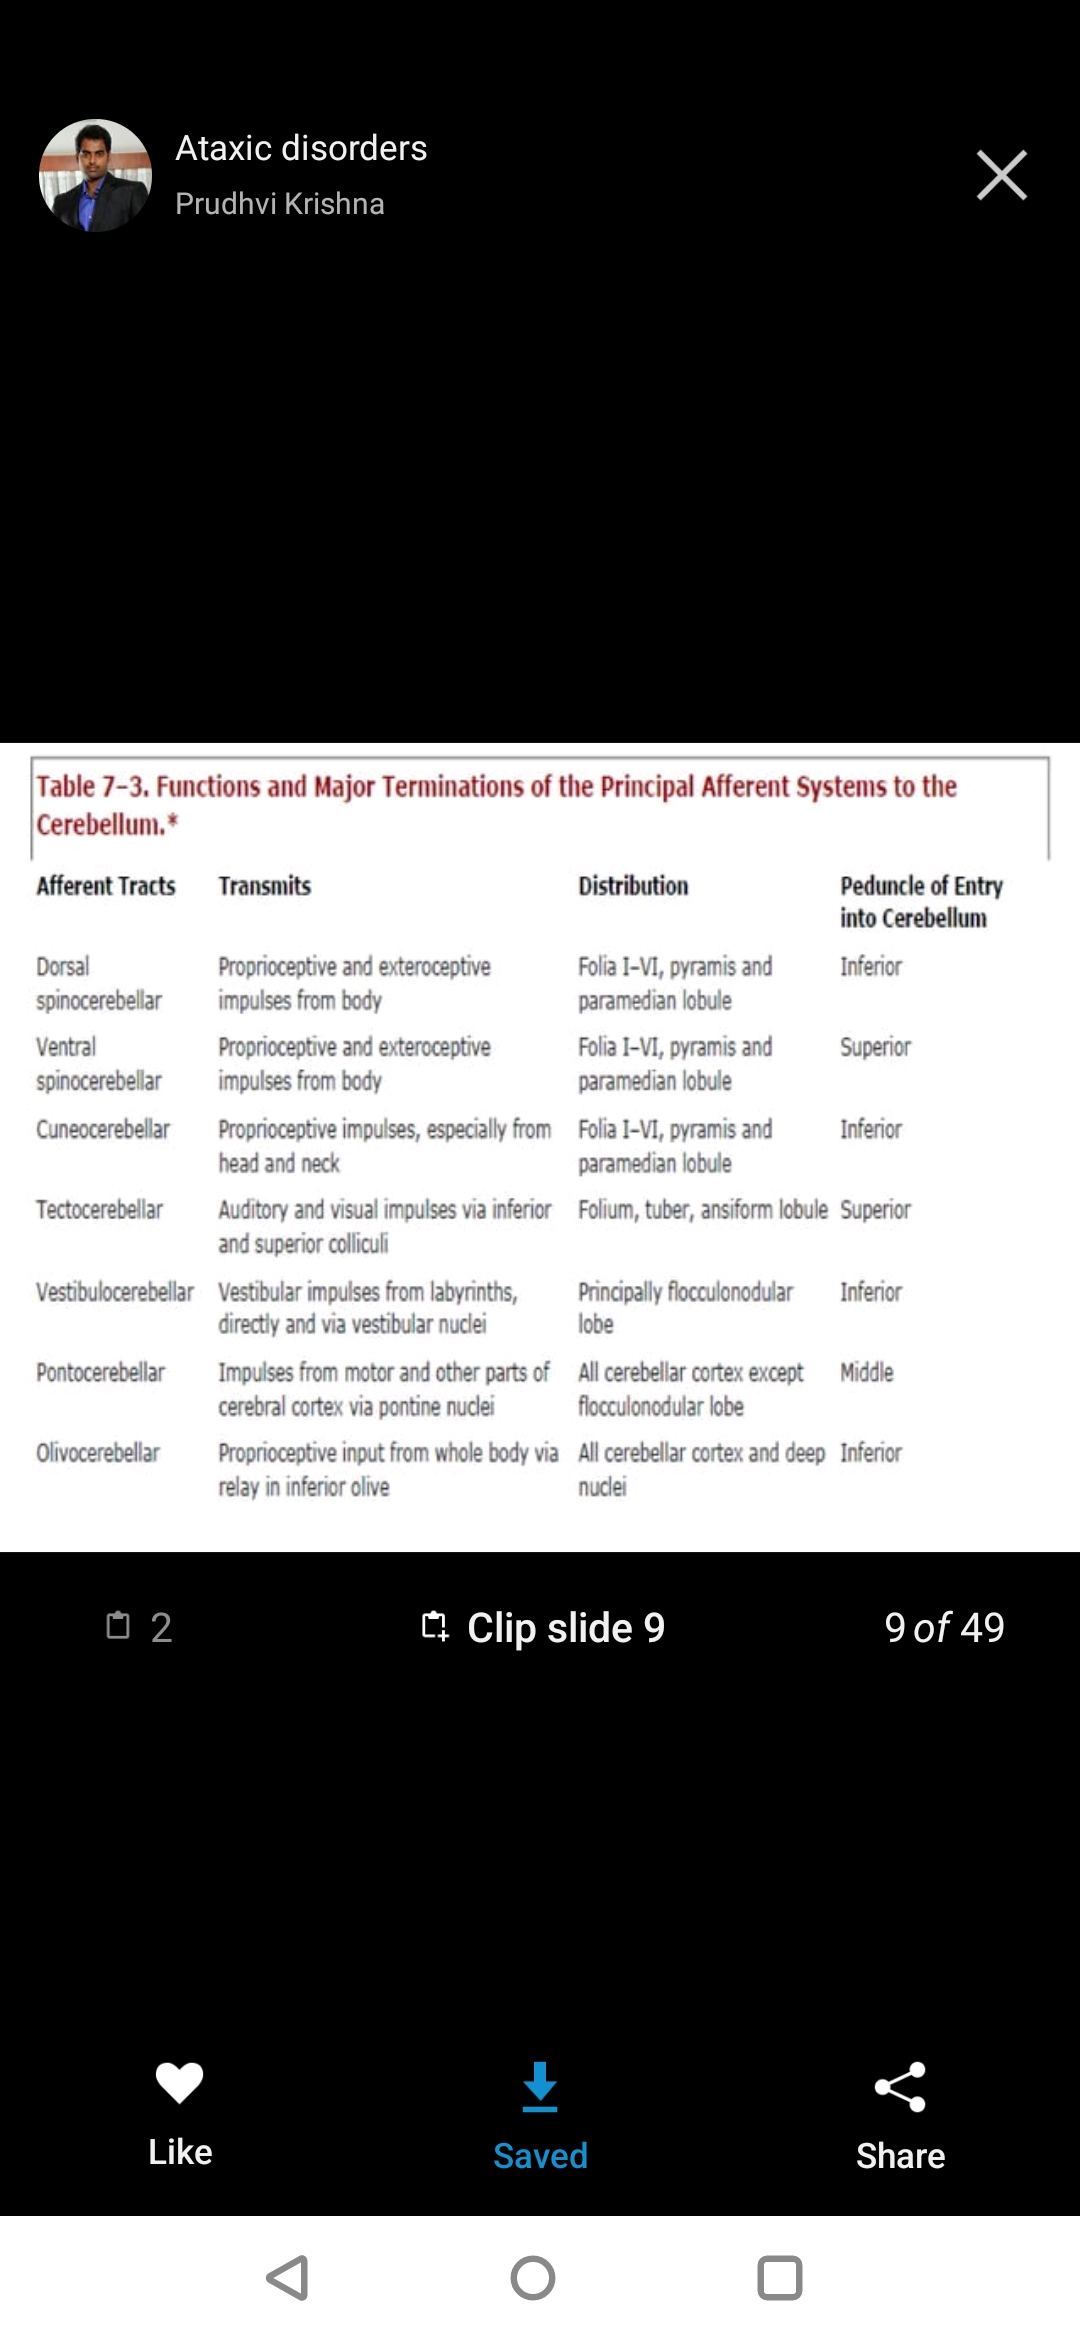 Ataxic disorders
Prudhvi Krishna
Table 7-3. Functions and Major Terminations of the Principal Afferent Systems to the
Cerebellum.*
Afferent Tracts Transmits Distribution Peduncle of Entry
into Cerebellum
Dorsal Proprioceptive and exteroceptive Folia I-VI, pyramis and Inferior
spinocerebellar impulses from body paramedian lobule
Ventral Proprioceptive and exteroceptive Folia I-VI, pyramis and Superior
spinocerebellar impulses from body paramedian lobule
Cuneocerebellar Proprioceptive impulses, especially from Folia I-VI, pyramis and Inferior
head and neck paramedian lobule
Tectocerebellar Auditory and visual impulses via inferior Folium, tuber, ansiform lobule Superior
and superior colliculi
Vestibulocerebellar Vestibular impulses from labyrinths, Principally flocculonodular Inferior
directly and via vestibular nuclei lobe
Pontocerebellar Impulses from motor and other parts of All cerebellar cortex except Middle
cerebral cortex via pontine nuclei flocculonodular lobe
Olivocerebellar Proprioceptive input from whole body via All cerebellar cortex and deep Inferior
relay in inferior olive nuclei
2 Clip slide 9 9 of 49
Like Saved Share